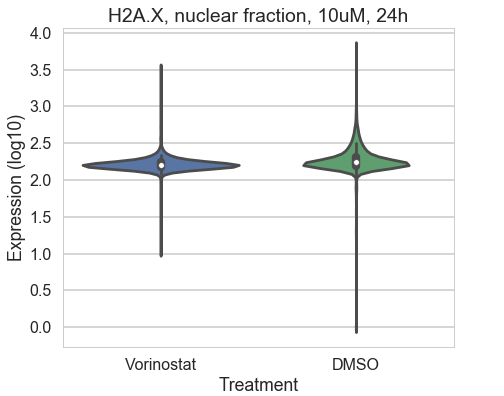 H2A.X, nuclear fraction, 10uM, 24h
Expression (log10)
4.0
3.5
3.0
2.5
2.0
1.5
1.0
0.5
0.0
Vorinostat
DMSO
Treatment